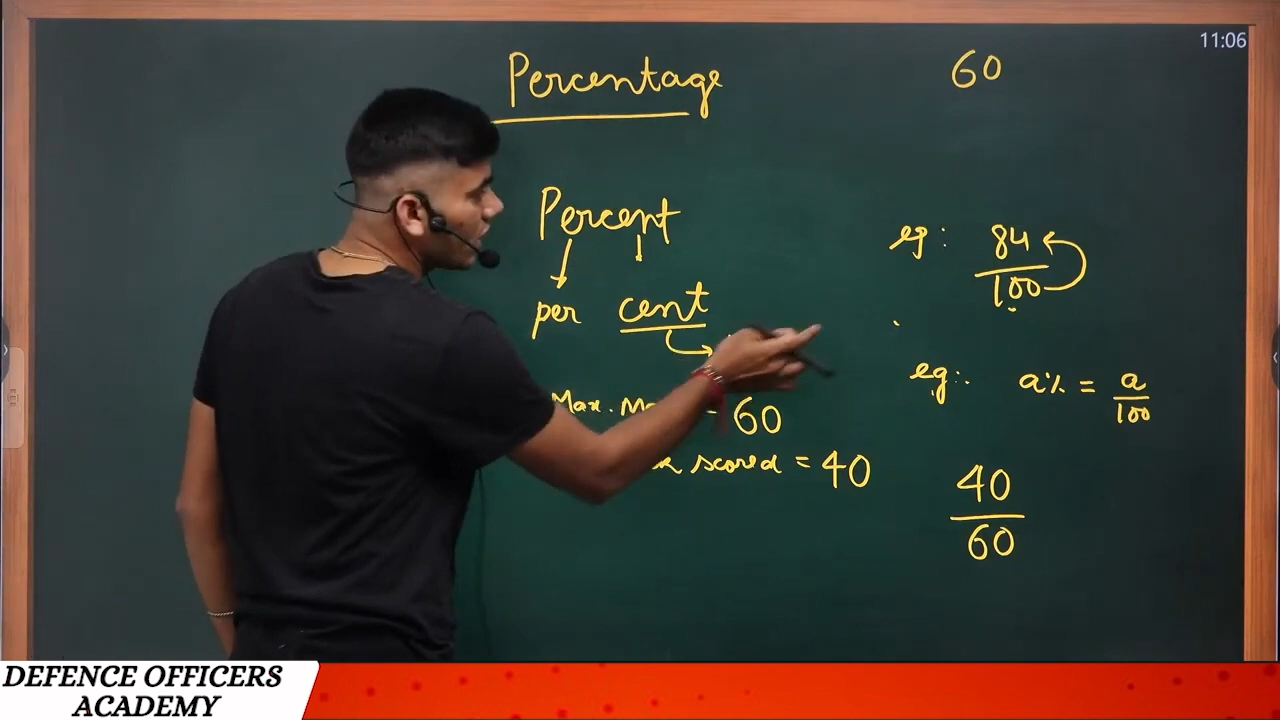 11:06
Percentage
60
Percent
eg: 84
100
per cent
eg: a% = a
100
Max. = 60
scored = 40
40
60
DEFENCE OFFICERS
ACADEMY